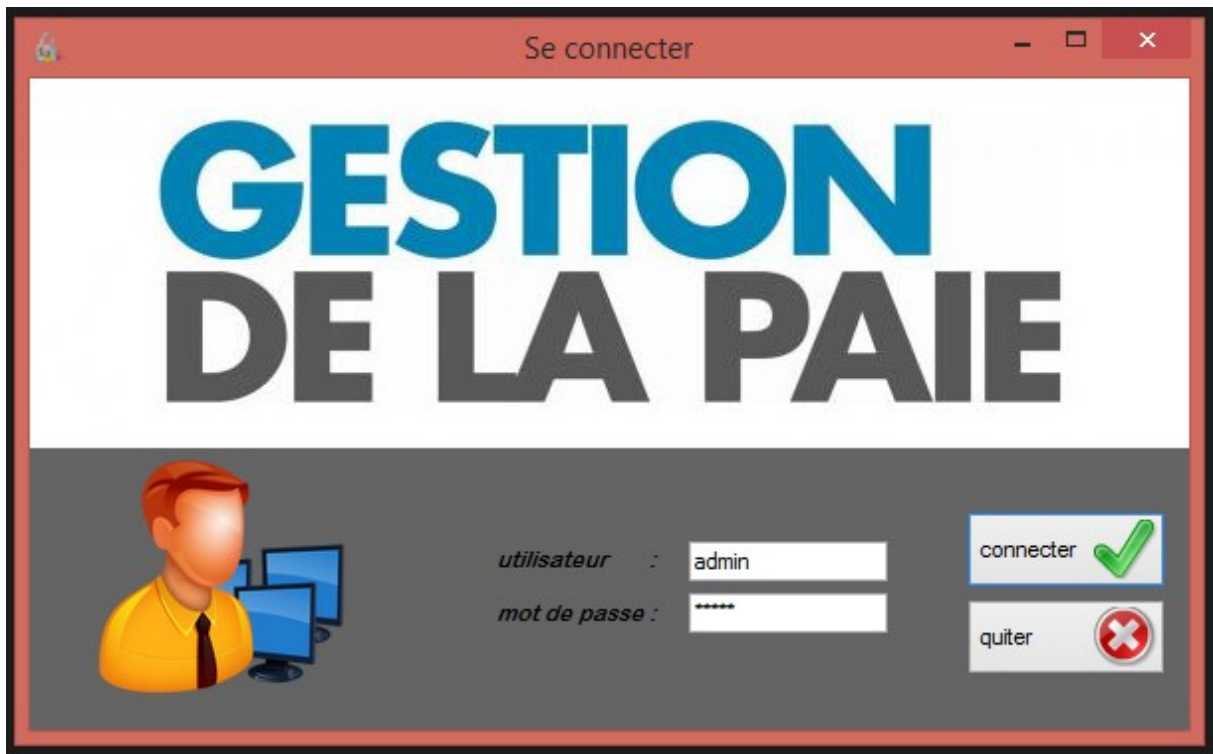 Se connecter
GESTION
DE LA PAIE
utilisateur : admin
mot de passe : *****
connecter
quiter